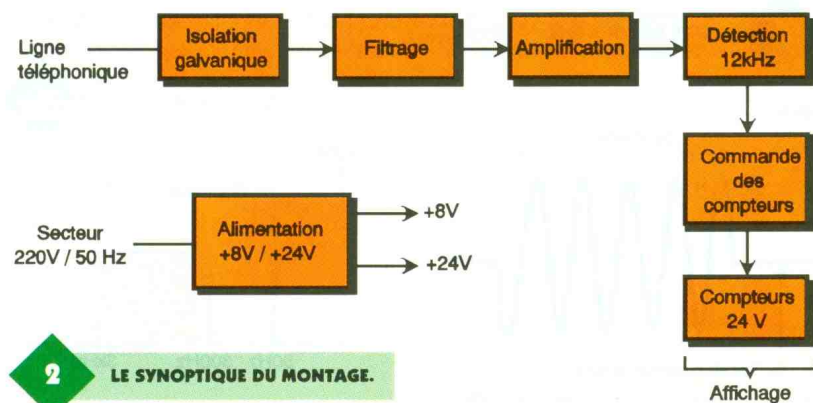 Ligne
téléphonique
Isolation
galvanique
Filtrage
Amplification
Détection
12kHz
Commande
des
compteurs
Secteur
220V / 50 Hz
Alimentation
+8V / +24V
+8V
+24V
Compteurs
24 V
Affichage
2 LE SYNOPTIQUE DU MONTAGE.